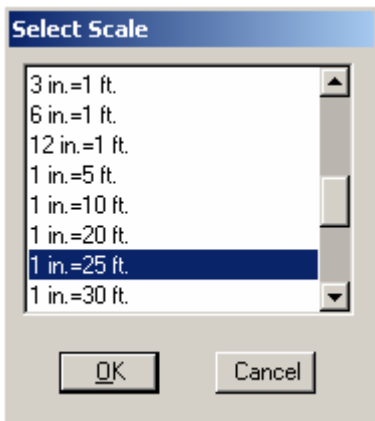 Select Scale
3 in.=1 ft.
6 in.=1 ft.
12 in.=1 ft.
1 in.=5 ft.
1 in.=10 ft.
1 in.=20 ft.
1 in.=25 ft.
1 in.=30 ft.
OK Cancel